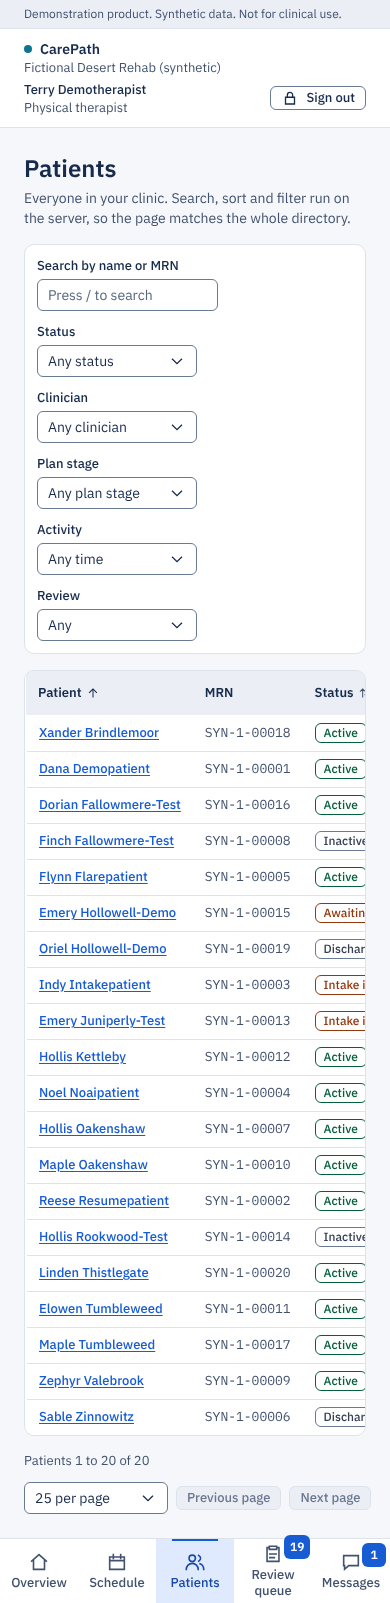 Demonstration product. Synthetic data. Not for clinical use.
CarePath
Fictional Desert Rehab (synthetic)
Terry Demotherapist
Physical therapist
Sign out
Patients
Everyone in your clinic. Search, sort and filter run on
the server, so the page matches the whole directory.
Search by name or MRN
Press / to search
Status
Any status
Clinician
Any clinician
Plan stage
Any plan stage
Activity
Any time
Review
Any
Patient ↑ MRN Status ↑
Xander Brindlemoor SYN-1-00018 Active
Dana Demopatient SYN-1-00001 Active
Dorian Fallowmere-Test SYN-1-00016 Active
Finch Fallowmere-Test SYN-1-00008 Inactive
Flynn Flarepatient SYN-1-00005 Active
Emery Hollowell-Demo SYN-1-00015 Awaitin
Oriel Hollowell-Demo SYN-1-00019 Dischar
Indy Intakepatient SYN-1-00003 Intake i
Emery Juniperly-Test SYN-1-00013 Intake i
Hollis Kettleby SYN-1-00012 Active
Noel Noaipatient SYN-1-00004 Active
Hollis Oakenshaw SYN-1-00007 Active
Maple Oakenshaw SYN-1-00010 Active
Reese Resumepatient SYN-1-00002 Active
Hollis Rookwood-Test SYN-1-00014 Inactive
Linden Thistlegate SYN-1-00020 Active
Elowen Tumbleweed SYN-1-00011 Active
Maple Tumbleweed SYN-1-00017 Active
Zephyr Valebrook SYN-1-00009 Active
Sable Zinnowitz SYN-1-00006 Dischar
Patients 1 to 20 of 20
25 per page Previous page Next page
19 1
Overview Schedule Patients Review queue Messages